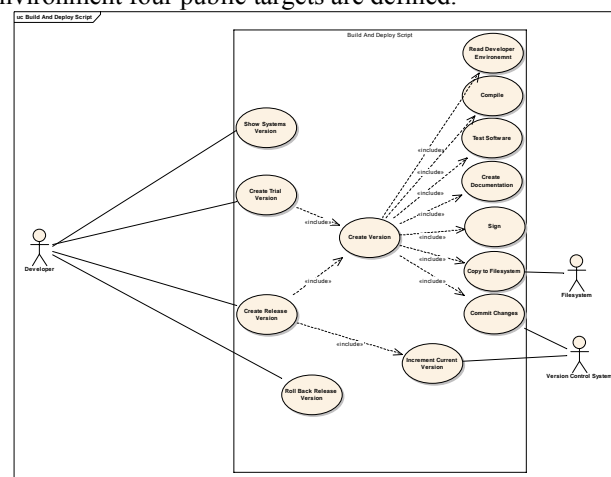 nvironment four public targets are defined.
uc Build And Deploy Script
Build And Deploy Script
Read Developer
Environemnt
Compile
Show Systems
Version
Test Software
«include»
«include»
«include»
Create
Documentation
Create Trial
Version
«include»
«include»
Sign
Create Version
«include»
Developer
«include»
Copy to Filesystem
Filesystem
«include»
«include»
Create Release
Version
Commit Changes
«include»
Increment Current
Version
Version Control System
Roll Back Release
Version